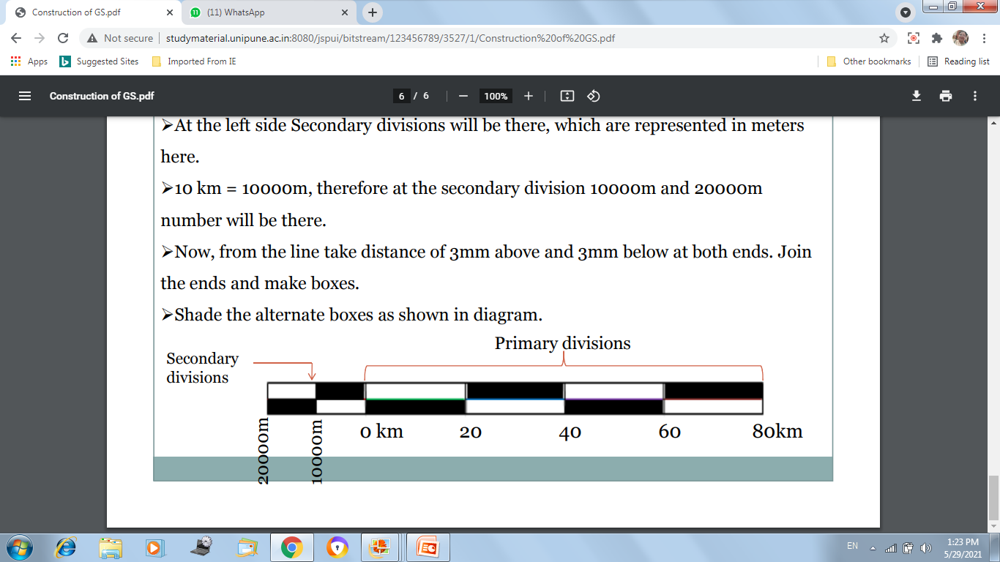 Construction of GS.pdf
11
(11) WhatsApp
Not secure
studymaterial.unipune.ac.in:8080/jspui/bitstream/123456789/3527/1/Construction%20of%20GS.pdf
Apps
Suggested Sites
Imported From IE
Other bookmarks
Reading list
Construction of GS.pdf
6 / 6
100%
➢At the left side Secondary divisions will be there, which are represented in meters
here.
➢10 km = 10000m, therefore at the secondary division 10000m and 20000m
number will be there.
➢Now, from the line take distance of 3mm above and 3mm below at both ends. Join
the ends and make boxes.
➢Shade the alternate boxes as shown in diagram.
Primary divisions
Secondary
divisions
20000m
10000m
0 km 20 40 60 80km
EN
1:23 PM
5/29/2021